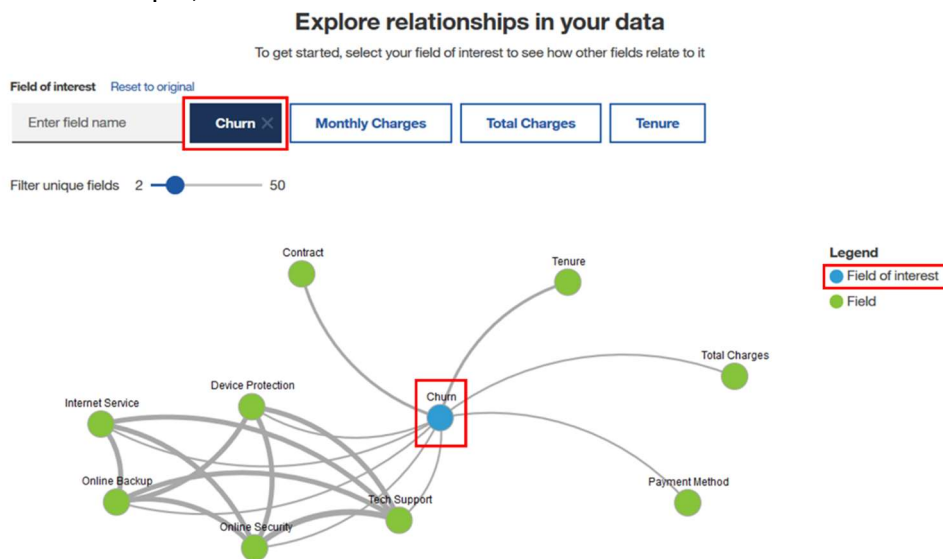 Explore relationships in your data
To get started, select your field of interest to see how other fields relate to it
Field of interest Reset to original
Enter field name Churn × Monthly Charges Total Charges Tenure
Filter unique fields 2 50
Contract
Tenure
Legend
Field of interest
Field
Total Charges
Device Protection
Churn
Internet Service
Online Backup
Payment Method
Tech Support
Online Security